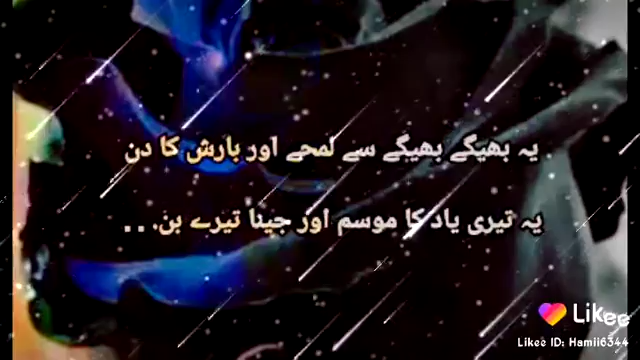 یہ بھیگے بھیگے سے لمحے اور بارش کا دن
یہ تیری یاد کا موسم اور جینا تیرے بن...
Likee
Likee ID: Hamii6344